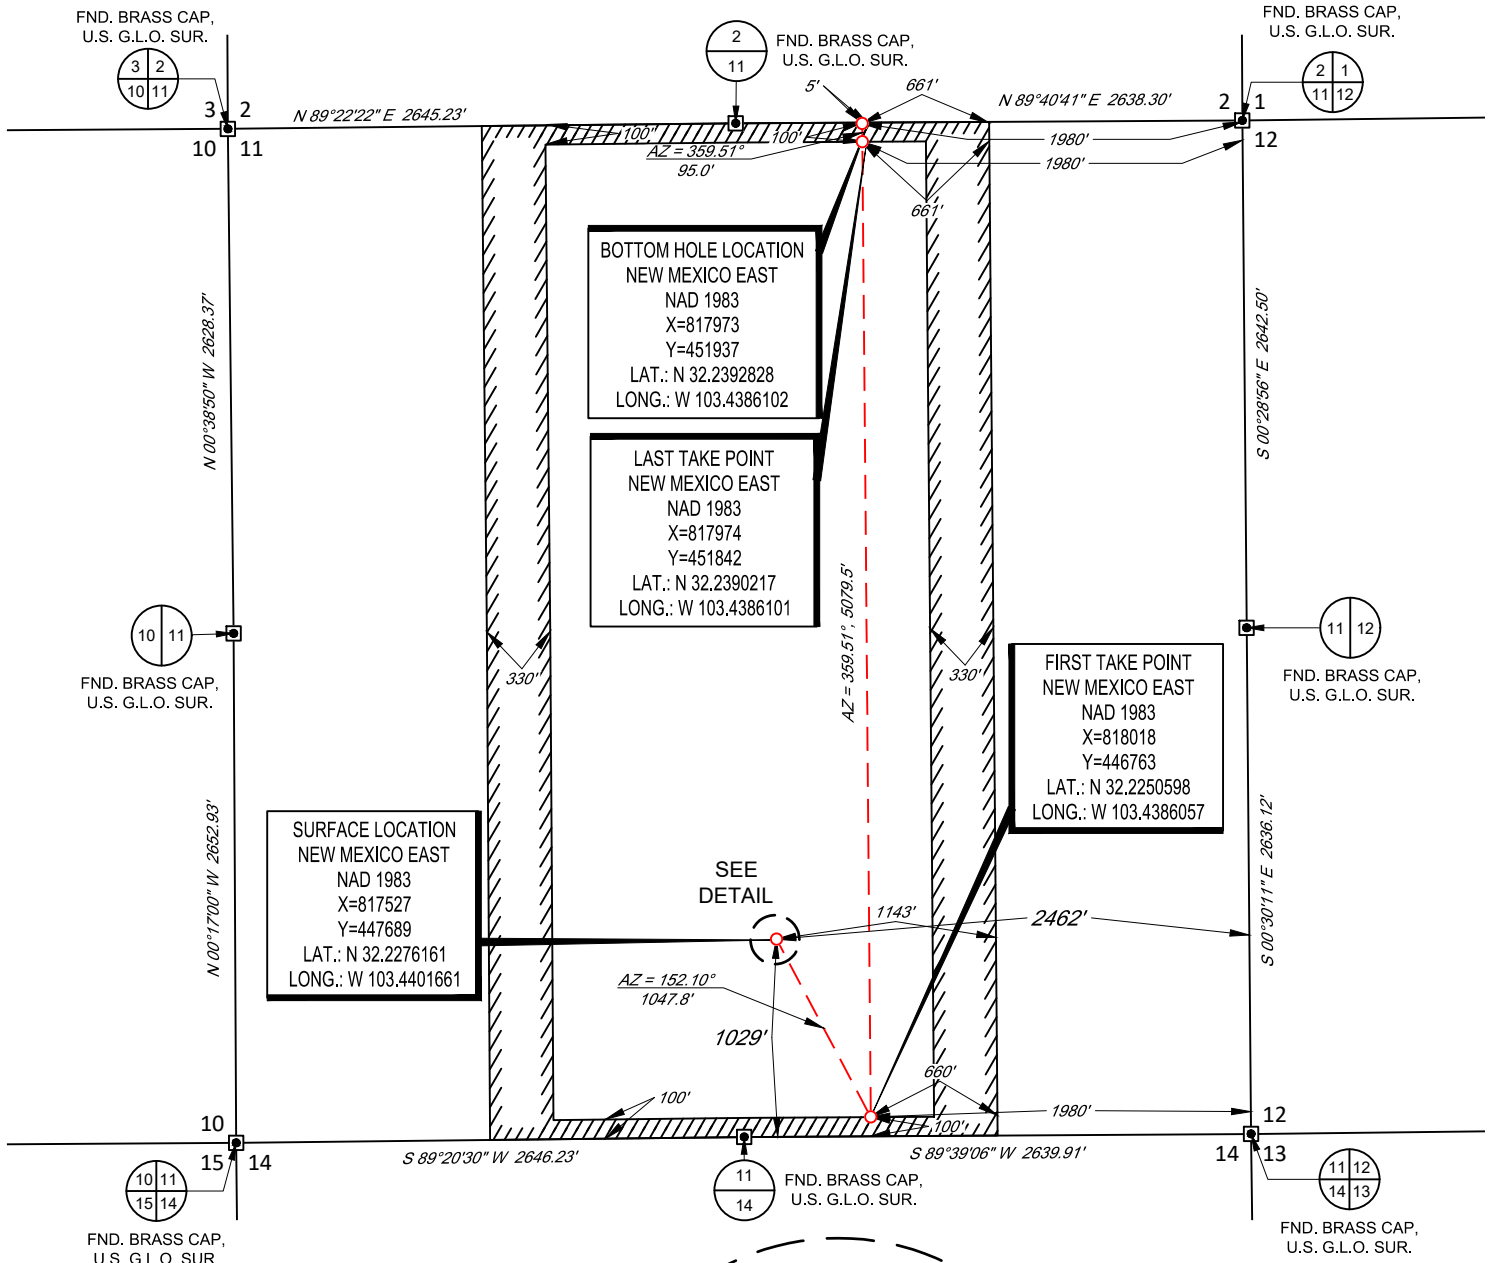 FND. BRASS CAP,
U.S. G.L.O. SUR.
3 2
10 11
3 2
10 11
N 89°22'22" E 2645.23'
2
11
FND. BRASS CAP,
U.S. G.L.O. SUR.
5'
661'
N 89°40'41" E 2638.30'
FND. BRASS CAP,
U.S. G.L.O. SUR.
2 1
11 12
2 1
12
100"
100'
AZ = 359.51°
95.0'
1980'
1980'
661'
BOTTOM HOLE LOCATION
NEW MEXICO EAST
NAD 1983
X=817973
Y=451937
LAT.: N 32.2392828
LONG.: W 103.4386102
LAST TAKE POINT
NEW MEXICO EAST
NAD 1983
X=817974
Y=451842
LAT.: N 32.2390217
LONG.: W 103.4386101
N 00°38'50" W 2628.37'
S 00°28'56" E 2642.50'
AZ = 359.51°, 5079.5'
10 11
FND. BRASS CAP,
U.S. G.L.O. SUR.
330'
330'
11 12
FND. BRASS CAP,
U.S. G.L.O. SUR.
FIRST TAKE POINT
NEW MEXICO EAST
NAD 1983
X=818018
Y=446763
LAT.: N 32.2250598
LONG.: W 103.4386057
N 00°17'00" W 2652.93'
S 00°30'11" E 2636.12'
SURFACE LOCATION
NEW MEXICO EAST
NAD 1983
X=817527
Y=447689
LAT.: N 32.2276161
LONG.: W 103.4401661
SEE
DETAIL
1143'
2462'
AZ = 152.10°
1047.8'
1029'
660'
100'
1980'
100'
10
15 14
12
14 13
S 89°20'30" W 2646.23'
S 89°39'06" W 2639.91'
10 11
15 14
FND. BRASS CAP,
U.S. G.L.O. SUR.
11
14
FND. BRASS CAP,
U.S. G.L.O. SUR.
11 12
14 13
FND. BRASS CAP,
U.S. G.L.O. SUR.